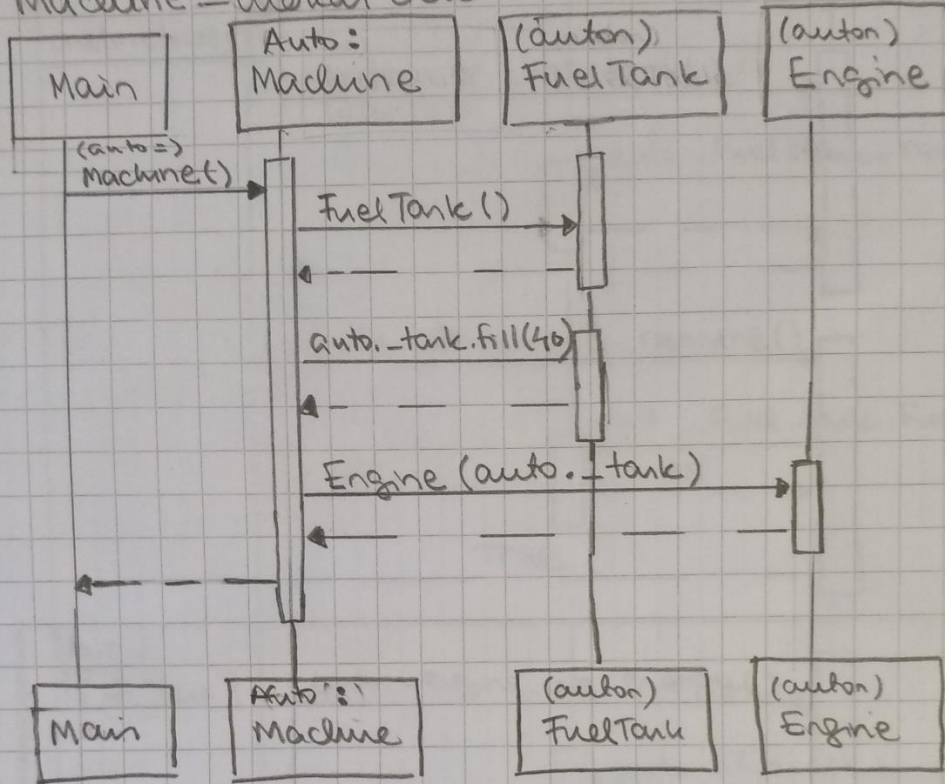 Main
Auto:
Machine
(auton)
FuelTank
(auton)
Engine
(auto=)
Machine()
FuelTank()
auto._tank.fill(40)
Engine (auto._tank)
Main
Auto:
Machine
(auton)
FuelTank
(auton)
Engine